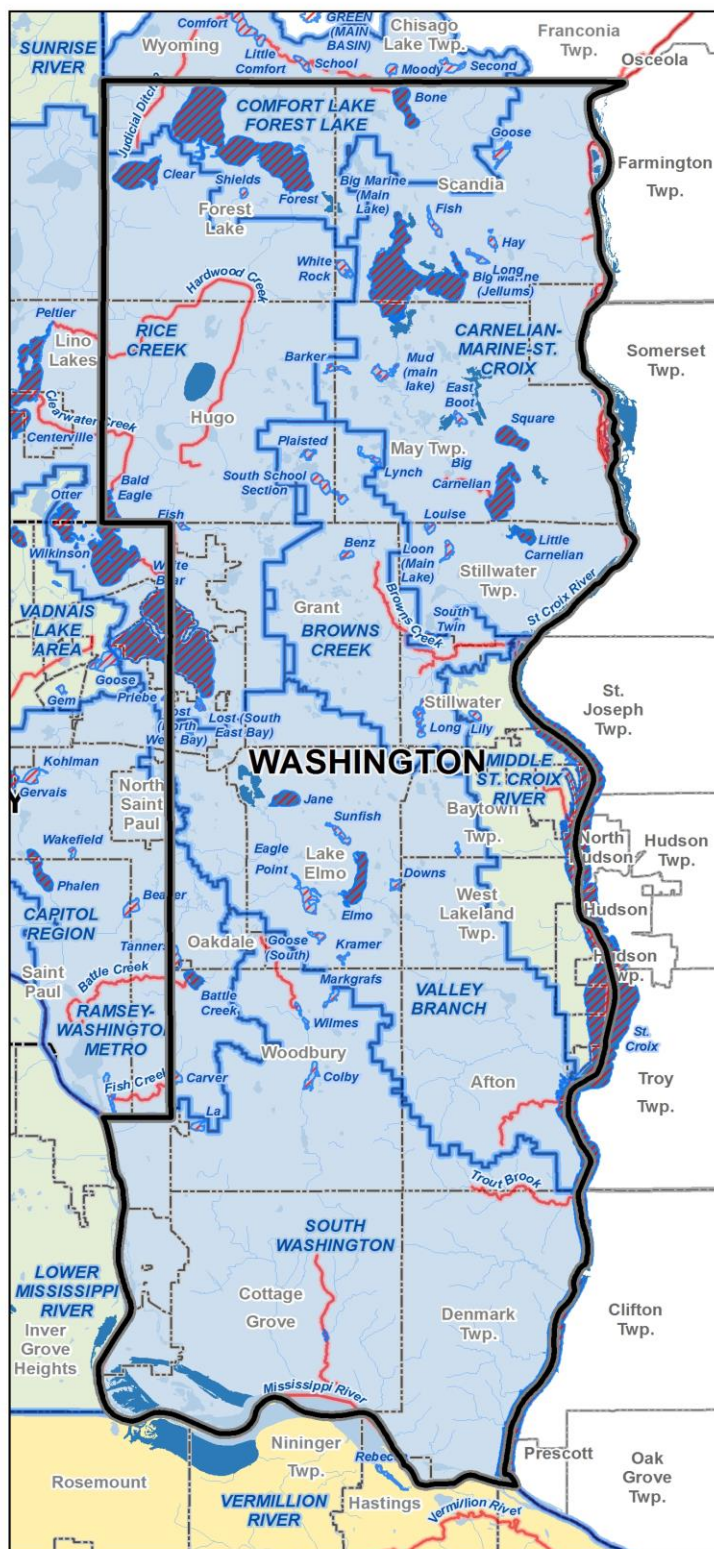 GREEN
(MAIN
BASIN)
Comfort
Wyoming
Little
Comfort
School
Chisago
Lake Twp.
Moody
Second
Franconia
Twp.
Osceola
SUNRISE
RIVER
Judicial Ditch
COMFORT LAKE
FOREST LAKE
Bone
Goose
Farmington
Twp.
Clear
Shields
Forest
Forest
Lake
Big Marine
(Main
Lake)
Scandia
Fish
Hay
Long
Big Marine
(Jellums)
White
Rock
Hardwood Creek
Peltier
Lino
Lakes
RICE
CREEK
CARNELIAN-
MARINE-ST.
CROIX
Somerset
Twp.
Barker
Mud
(main
lake)
East
Boot
Clearwater Creek
Centerville
Hugo
Square
May Twp.
Plaisted
Lynch
Big
Carnelian
South School
Section
Bald
Eagle
Otter
Fish
Louise
Wilkinson
White
Bear
Benz
Loon
(Main
Lake)
Little
Carnelian
Stillwater
Twp.
St Croix River
VADNAIS
LAKE
AREA
Grant
BROWNS
CREEK
Browns Creek
South
Twin
Goose
Gem
Priebe
Lost
(North
West Bay)
Lost (South
East Bay)
Stillwater
Long
Lily
St.
Joseph
Twp.
WASHINGTON
MIDDLE
ST. CROIX
RIVER
Kohlman
Gervais
Y
North
Saint
Paul
Jane
Sunfish
Baytown
Twp.
North
Hudson
Hudson
Twp.
Wakefield
Phalen
Eagle
Point
Lake
Elmo
Elmo
Downs
West
Lakeland
Twp.
Hudson
Beaver
CAPITOL
REGION
Tanners
Oakdale
Goose
(South)
Kramer
Hudson
Twp.
Saint
Paul
Battle Creek
Battle
Creek
Markgrafs
VALLEY
BRANCH
RAMSEY-
WASHINGTON
METRO
Wilmes
St.
Croix
Woodbury
Fish Creek
Carver
Colby
Afton
Troy
Twp.
La
Trout Brook
SOUTH
WASHINGTON
LOWER
MISSISSIPPI
RIVER
Cottage
Grove
Denmark
Twp.
Clifton
Twp.
Inver
Grove
Heights
Mississippi River
Nininger
Twp.
Prescott
Rebec
Rosemount
Oak
Grove
Twp.
VERMILLION
RIVER
Hastings
Vermillion River